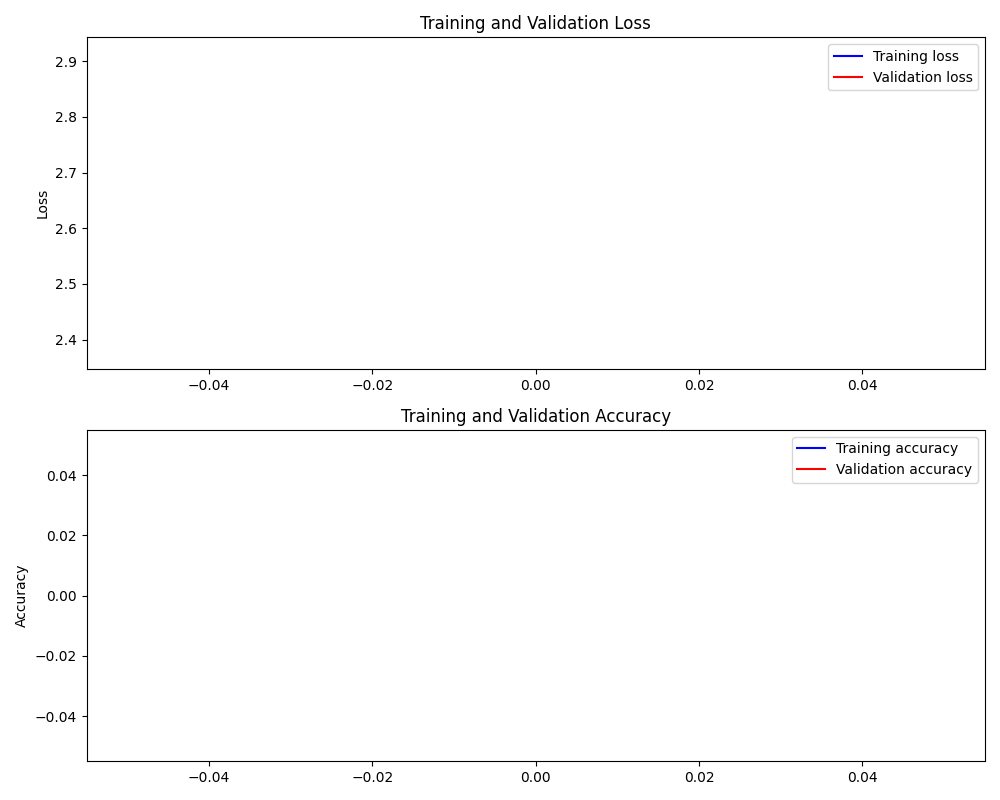 Training and Validation Loss
Training loss
Validation loss
Loss
2.9
2.8
2.7
2.6
2.5
2.4
−0.04 −0.02 0.00 0.02 0.04
Training and Validation Accuracy
Training accuracy
Validation accuracy
Accuracy
0.04
0.02
0.00
−0.02
−0.04
−0.04 −0.02 0.00 0.02 0.04